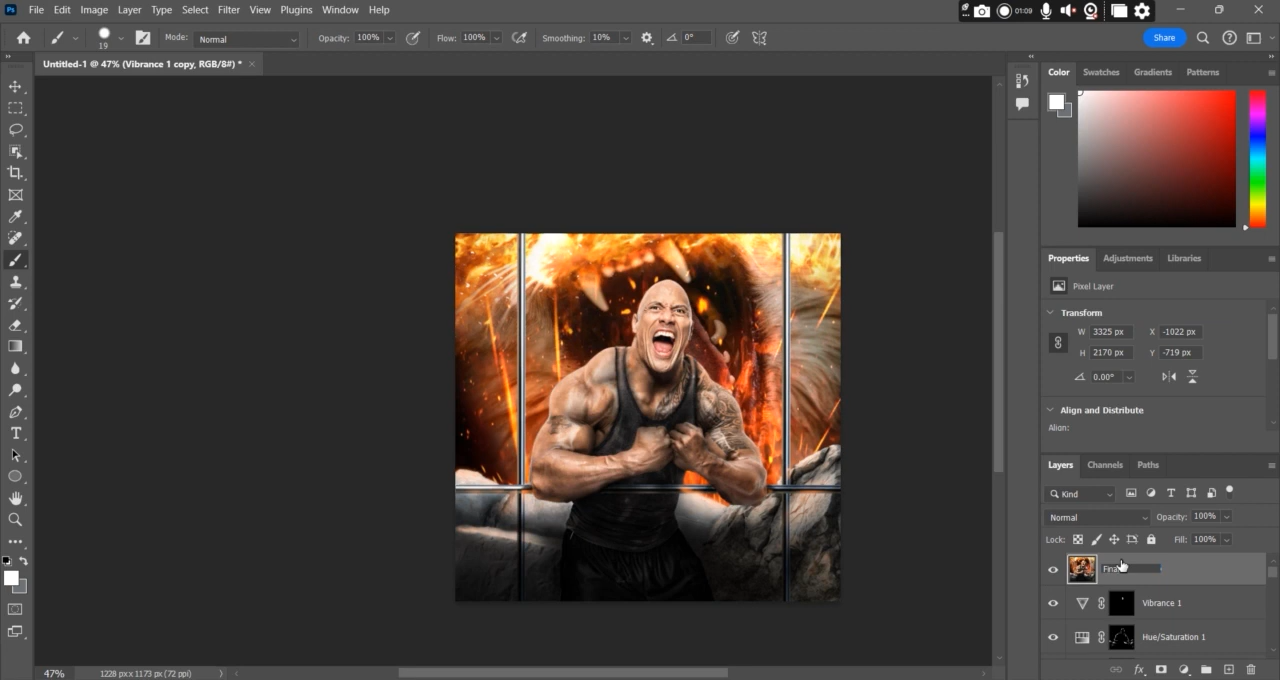 Ps File Edit Image Layer Type Select Filter View Plugins Window Help
01:09
19 Mode: Normal Opacity: 100% Flow: 100% Smoothing: 10% 0°
Share
Untitled-1 @ 47% (Vibrance 1 copy, RGB/8#) * ×
Color Swatches Gradients Patterns
Properties Adjustments Libraries
Pixel Layer
Transform
W 3325 px X -1022 px
H 2170 px Y -719 px
0.00°
Align and Distribute
Align:
Layers Channels Paths
Kind
Normal Opacity: 100%
Lock: Fill: 100%
Vibrance 1
Hue/Saturation 1
fx
47% 1228 px x 1173 px (72 ppi)